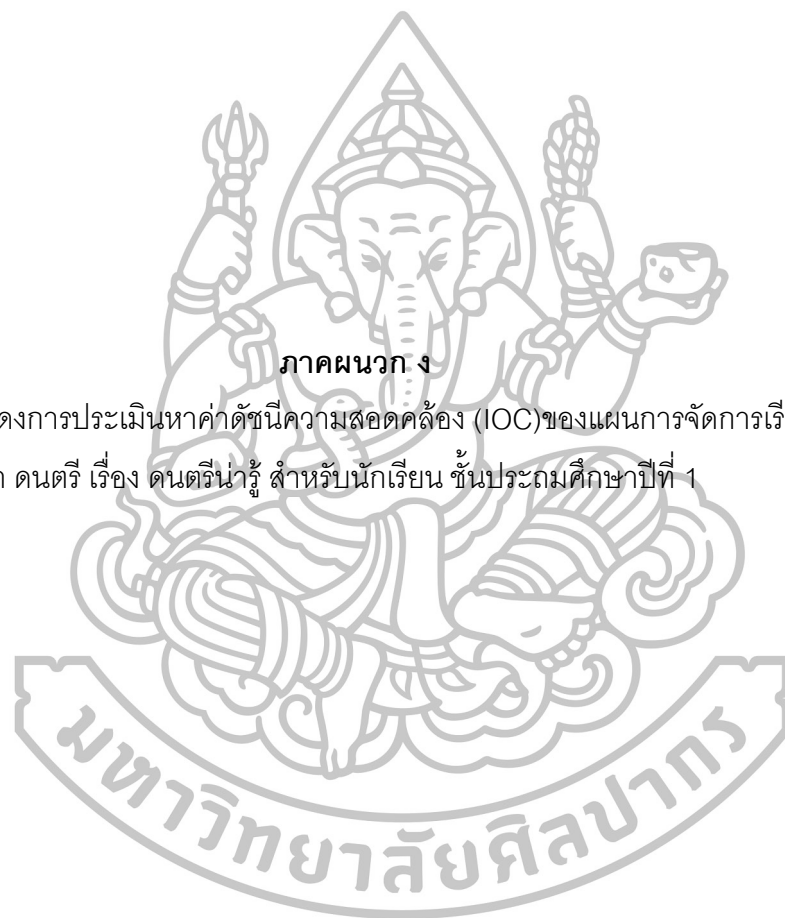 ภาคผนวก ง
ดงการประเมินหาค่าดัชนีความสอดคล้อง (IOC)ของแผนการจัดการเรี
ดนตรี เรื่อง ดนตรีน่ารู้ สำหรับนักเรียน ชั้นประถมศึกษาปีที่ 1
มหาวิทยาลัยศิลปากร